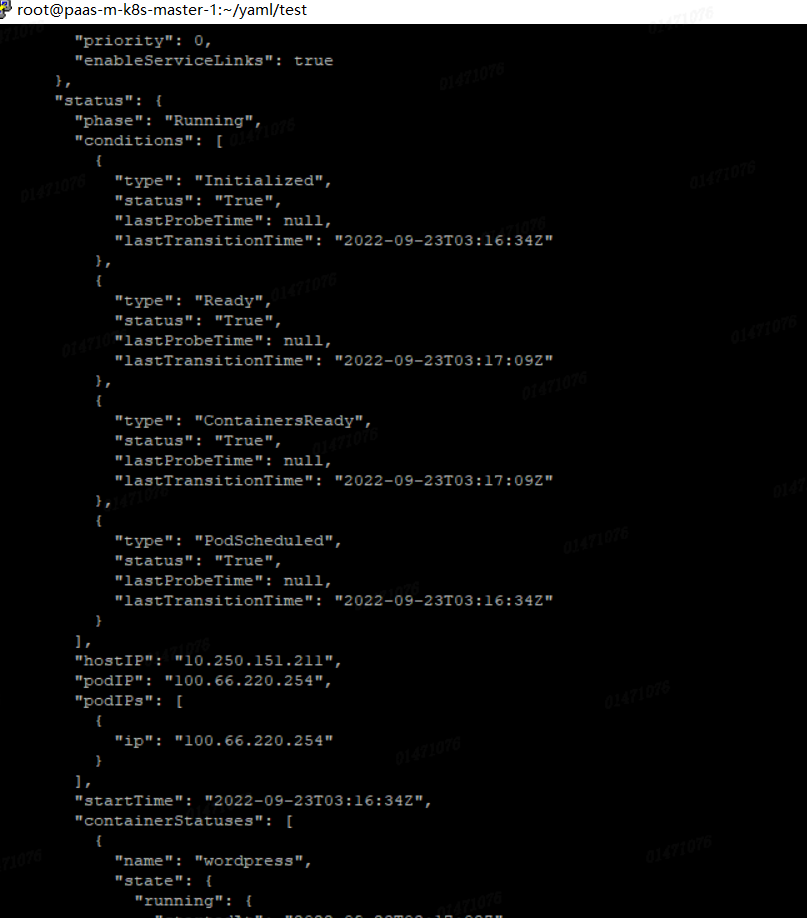 root@paas-m-k8s-master-1:~/yaml/test
"priority": 0,
"enableServiceLinks": true
},
"status": {
"phase": "Running",
"conditions": [
{
"type": "Initialized",
"status": "True",
"lastProbeTime": null,
"lastTransitionTime": "2022-09-23T03:16:34Z"
},
{
"type": "Ready",
"status": "True",
"lastProbeTime": null,
"lastTransitionTime": "2022-09-23T03:17:09Z"
},
{
"type": "ContainersReady",
"status": "True",
"lastProbeTime": null,
"lastTransitionTime": "2022-09-23T03:17:09Z"
},
{
"type": "PodScheduled",
"status": "True",
"lastProbeTime": null,
"lastTransitionTime": "2022-09-23T03:16:34Z"
}
],
"hostIP": "10.250.151.211",
"podIP": "100.66.220.254",
"podIPs": [
{
"ip": "100.66.220.254"
}
],
"startTime": "2022-09-23T03:16:34Z",
"containerStatuses": [
{
"name": "wordpress",
"state": {
"running": {
01471076